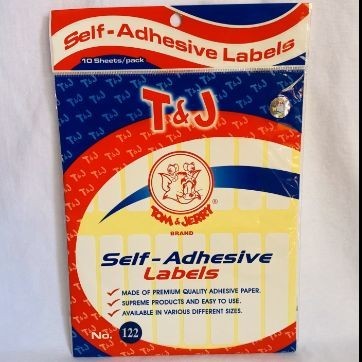 Self-Adhesive Labels
10 Sheets/pack
T&J
TOM & JERRY ®
BRAND
Self-Adhesive
Labels
✓ MADE OF PREMIUM QUALITY ADHESIVE PAPER.
✓ SUPREME PRODUCTS AND EASY TO USE.
✓ AVAILABLE IN VARIOUS DIFFERENT SIZES.
No. 122